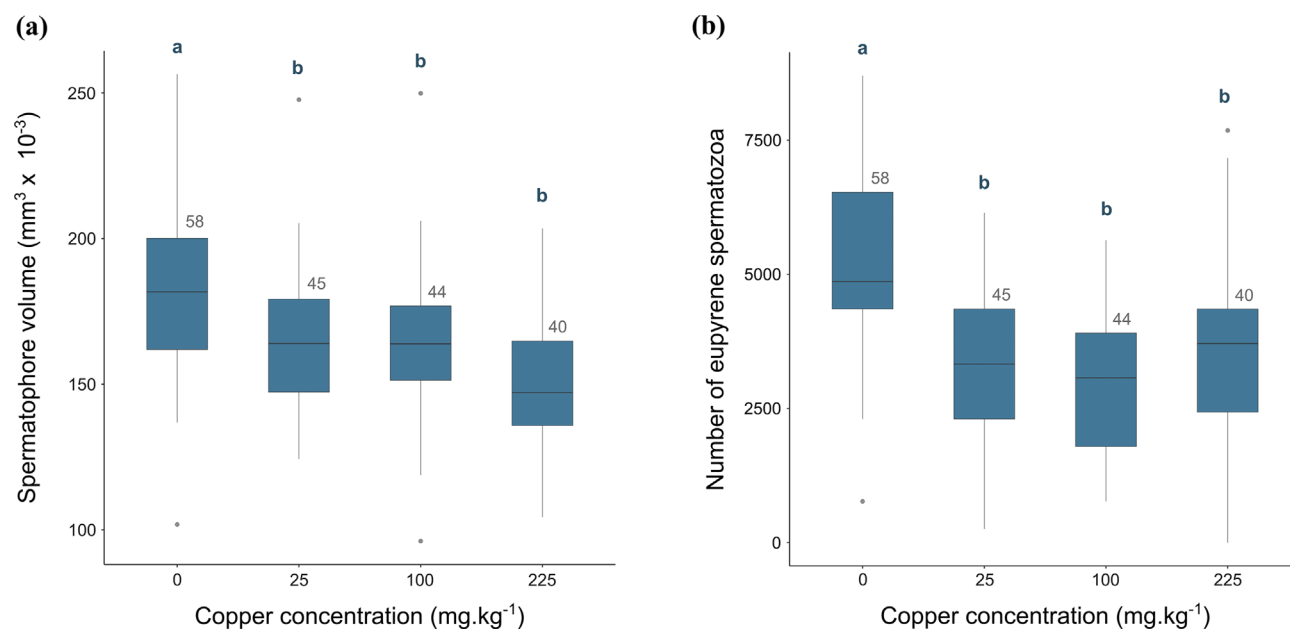 (a)
a
b
b
b
250
200
150
100
58
45
44
40
0
25
100
225
Spermatophore volume (mm³ x 10⁻³)
Copper concentration (mg.kg⁻¹)
(b)
a
b
b
b
7500
5000
2500
0
58
45
44
40
0
25
100
225
Number of eupyrene spermatozoa
Copper concentration (mg.kg⁻¹)